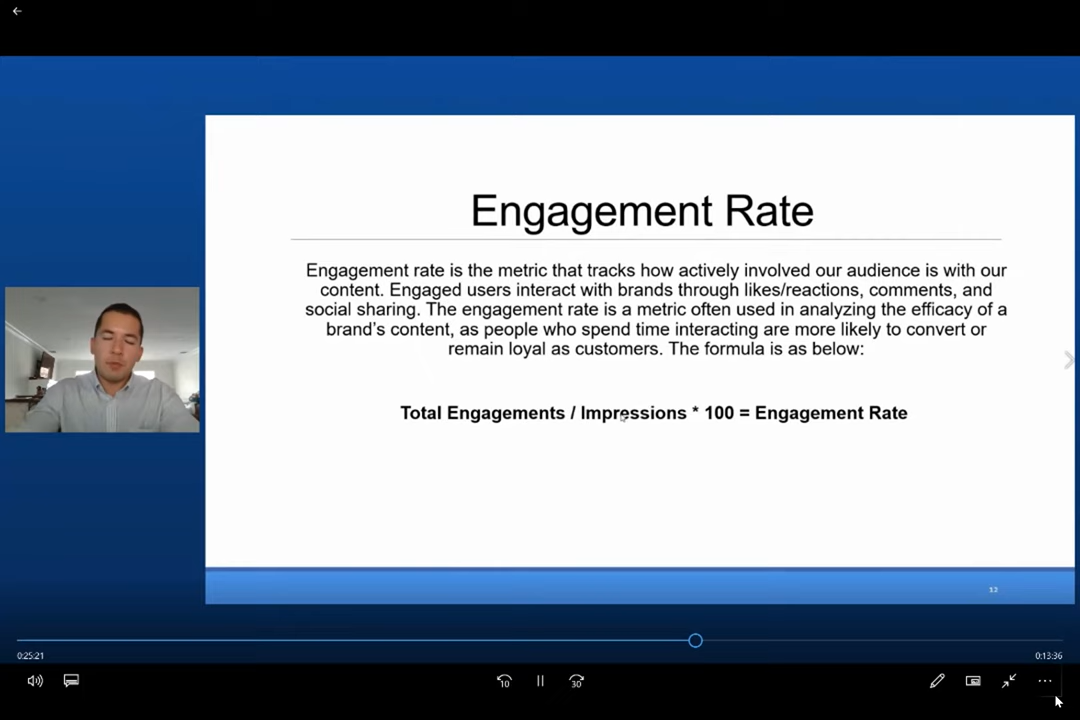 Engagement Rate
Engagement rate is the metric that tracks how actively involved our audience is with our
content. Engaged users interact with brands through likes/reactions, comments, and
social sharing. The engagement rate is a metric often used in analyzing the efficacy of a
brand's content, as people who spend time interacting are more likely to convert or
remain loyal as customers. The formula is as below:
Total Engagements / Impressions * 100 = Engagement Rate
12
0:25:21
0:13:36
10
30